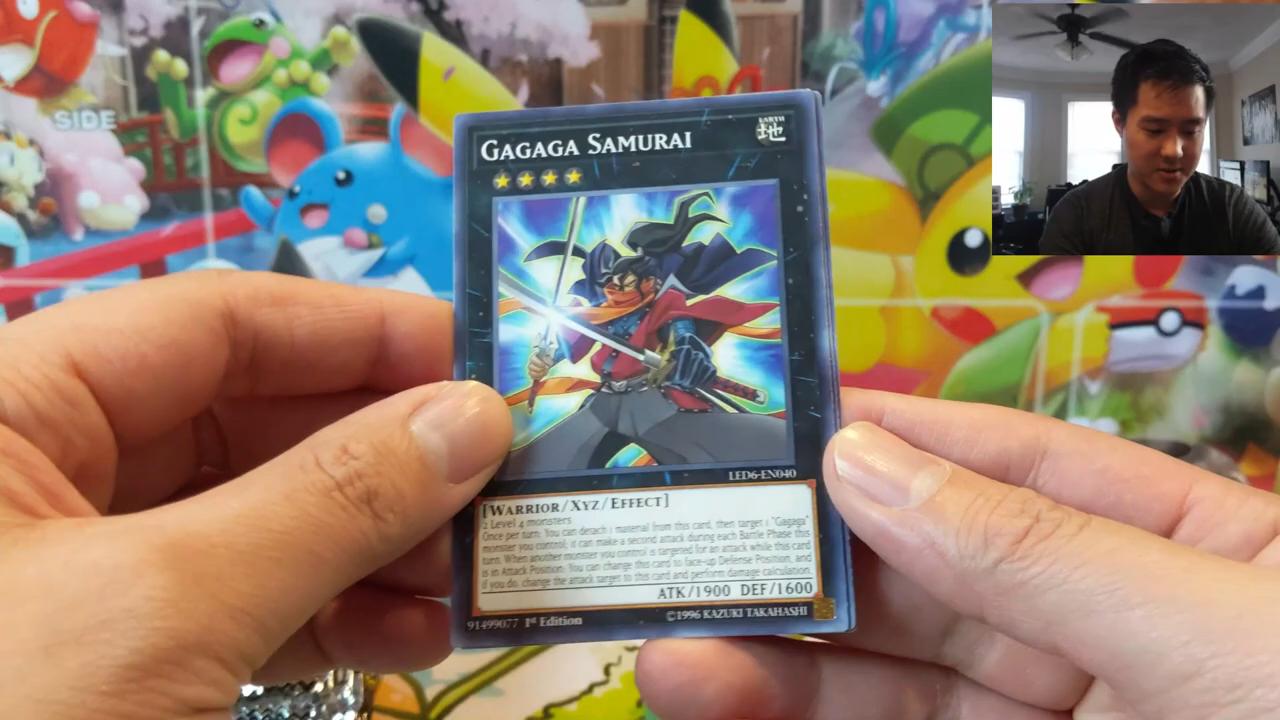 SIDE
GAGAGA SAMURAI
EARTH
地
LED6-EN040
[WARRIOR/XYZ/EFFECT]
2 Level 4 monsters
Once per turn: You can detach 1 material from this card, then target 1 "Gagaga"
monster you control; it can make a second attack during each Battle Phase this
turn. When another monster you control is targeted for an attack while this card
is in Attack Position: You can change this card to face-up Defense Position, and
if you do, change the attack target to this card and perform damage calculation.
ATK/1900 DEF/1600
91499077 1st Edition
©1996 KAZUKI TAKAHASHI